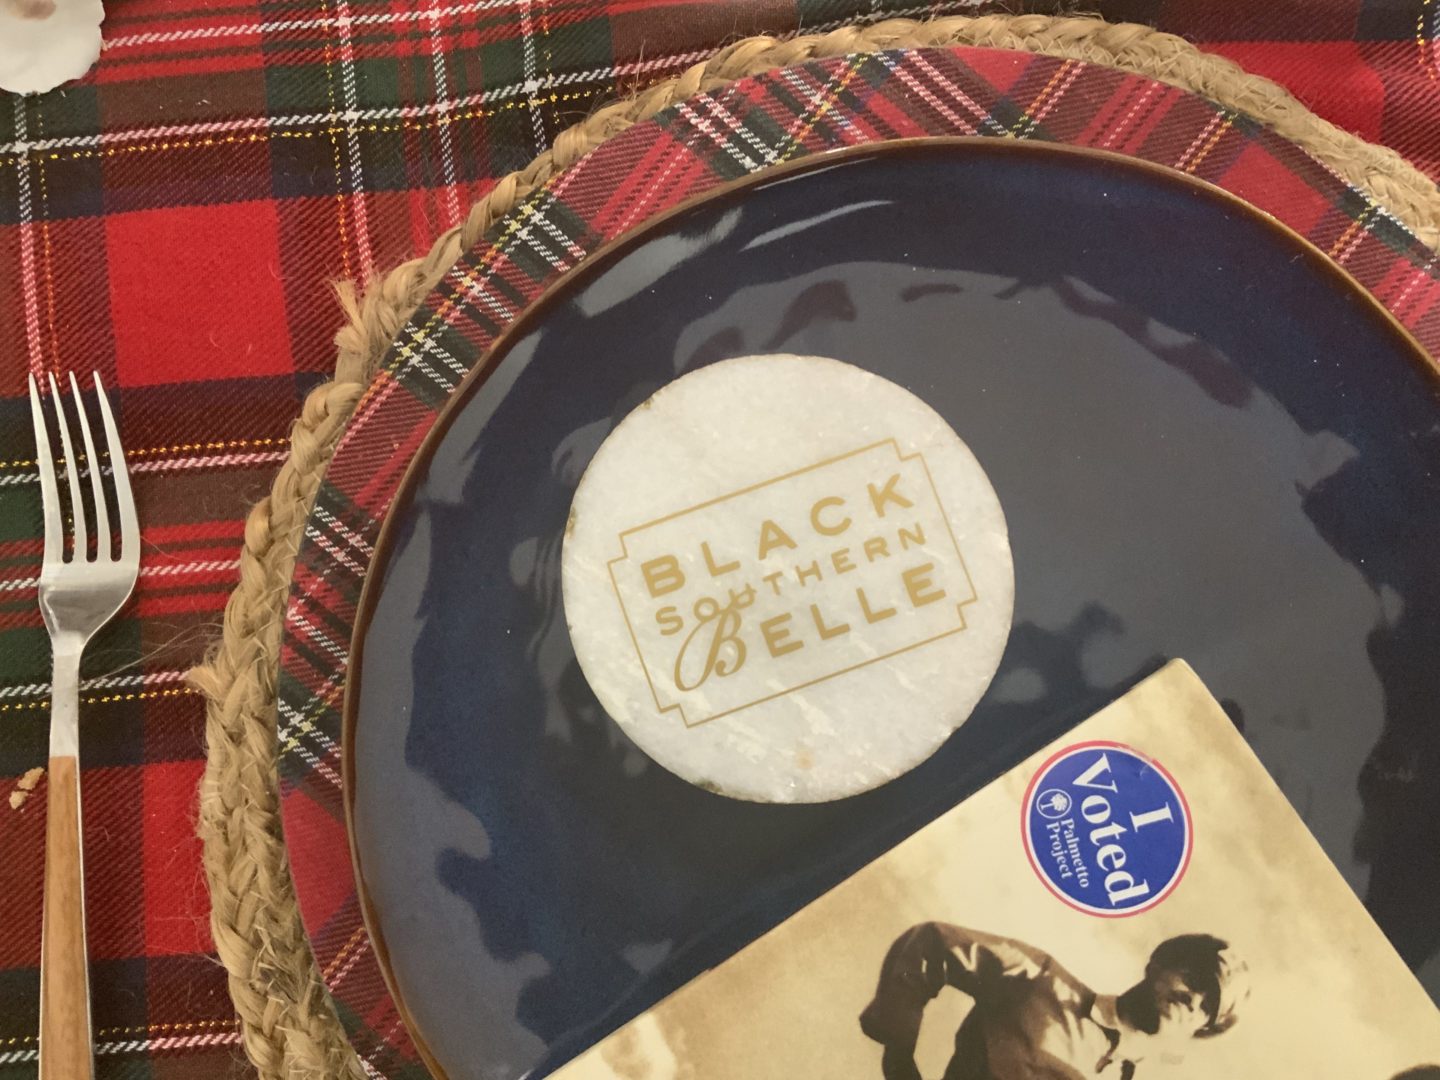 BLACK
SOUTHERN
BELLE
I
Voted
Palmetto
Project